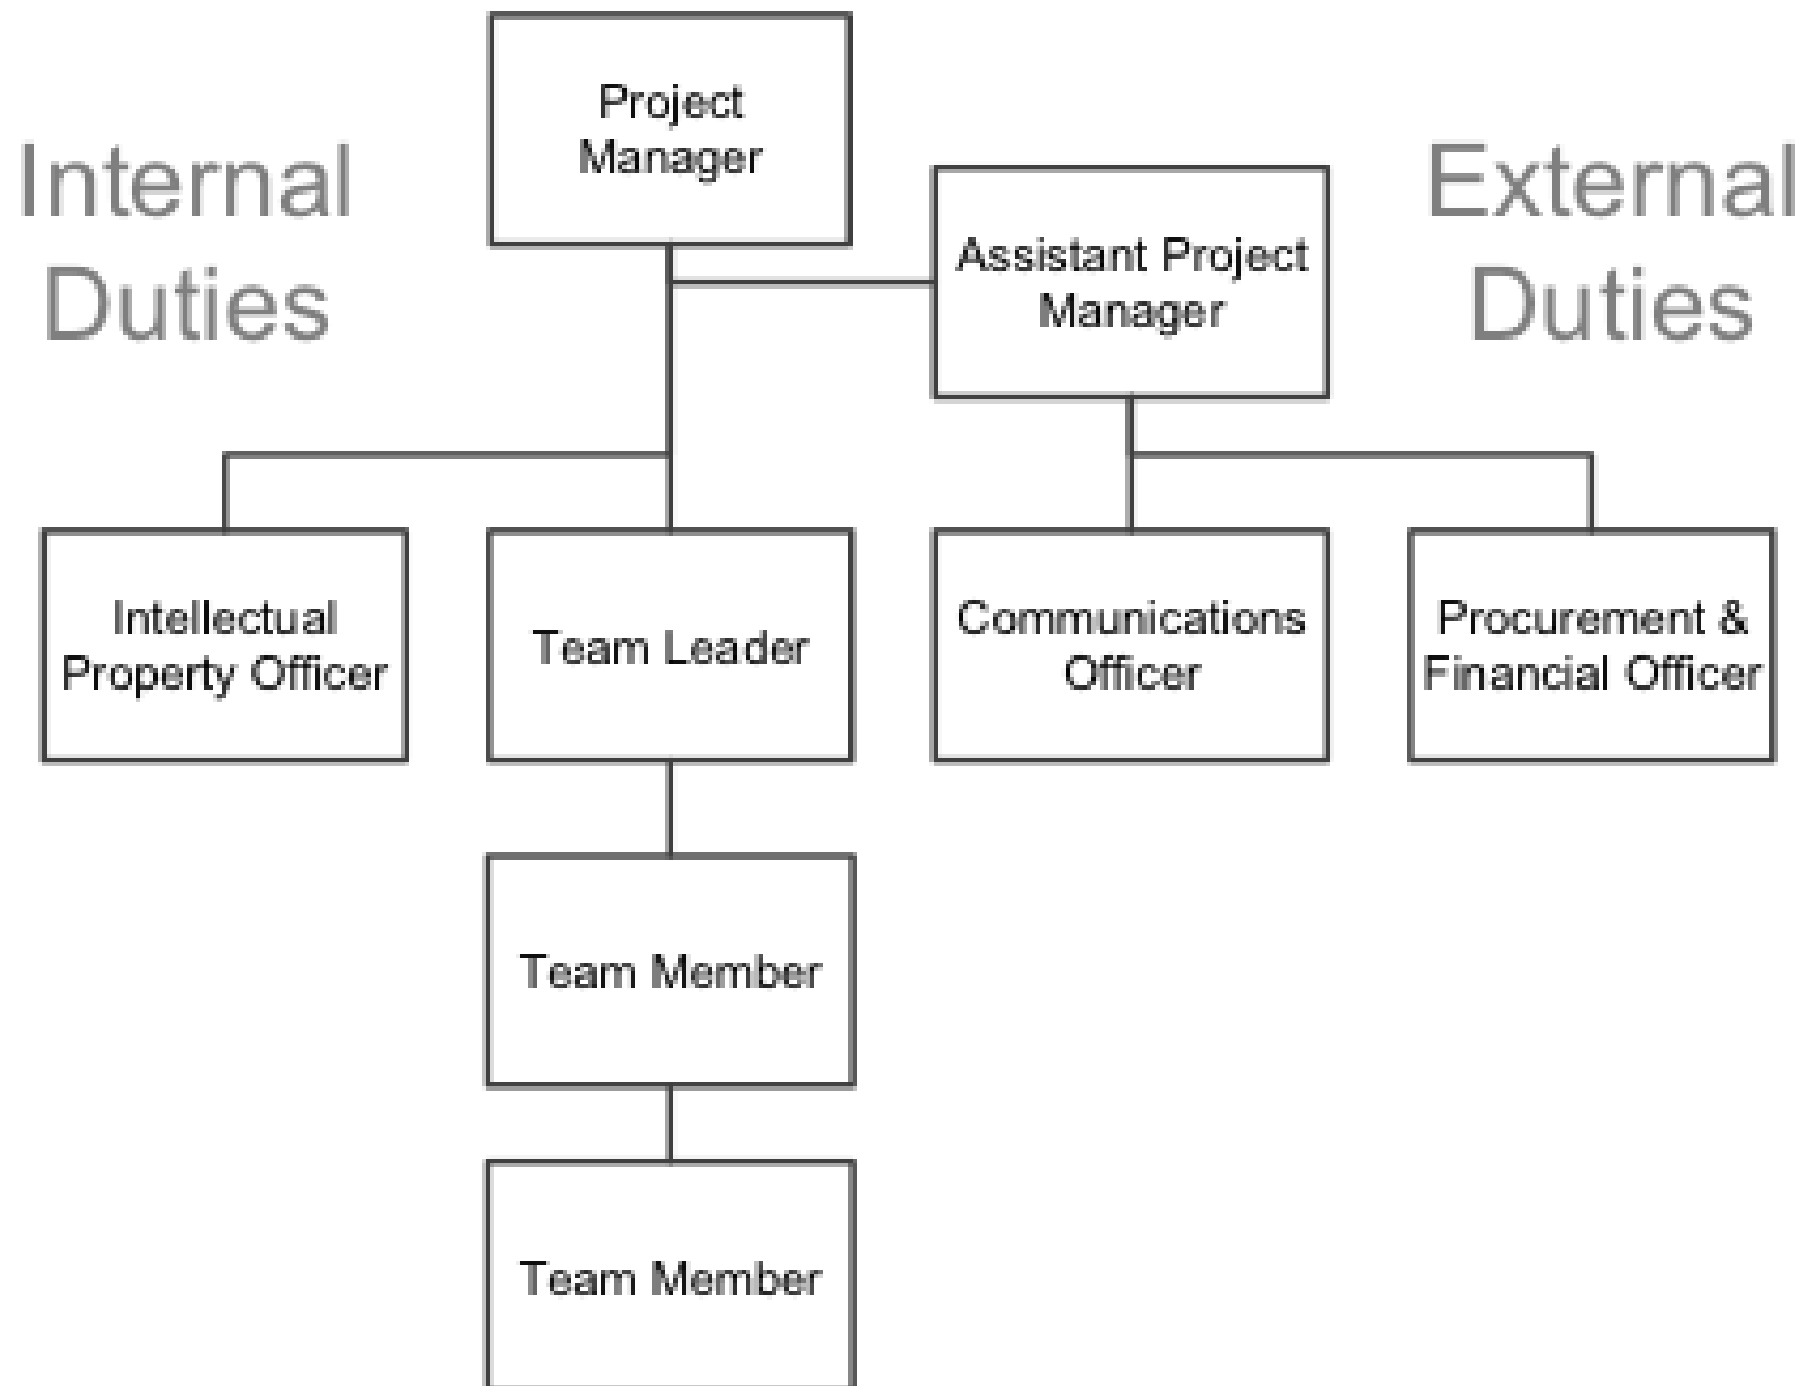 Project
Manager
Internal
Duties
Assistant Project
Manager
External
Duties
Intellectual
Property Officer
Team Leader
Communications
Officer
Procurement &
Financial Officer
Team Member
Team Member